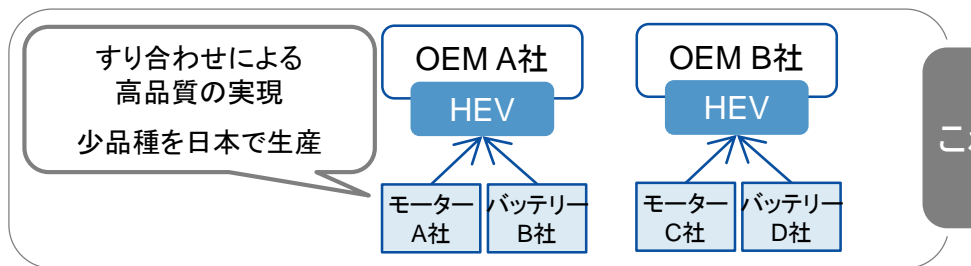 すり合わせによる
高品質の実現
少品種を日本で生産
OEM A社
HEV
モーター
A社
バッテリー
B社
OEM B社
HEV
モーター
C社
バッテリー
D社